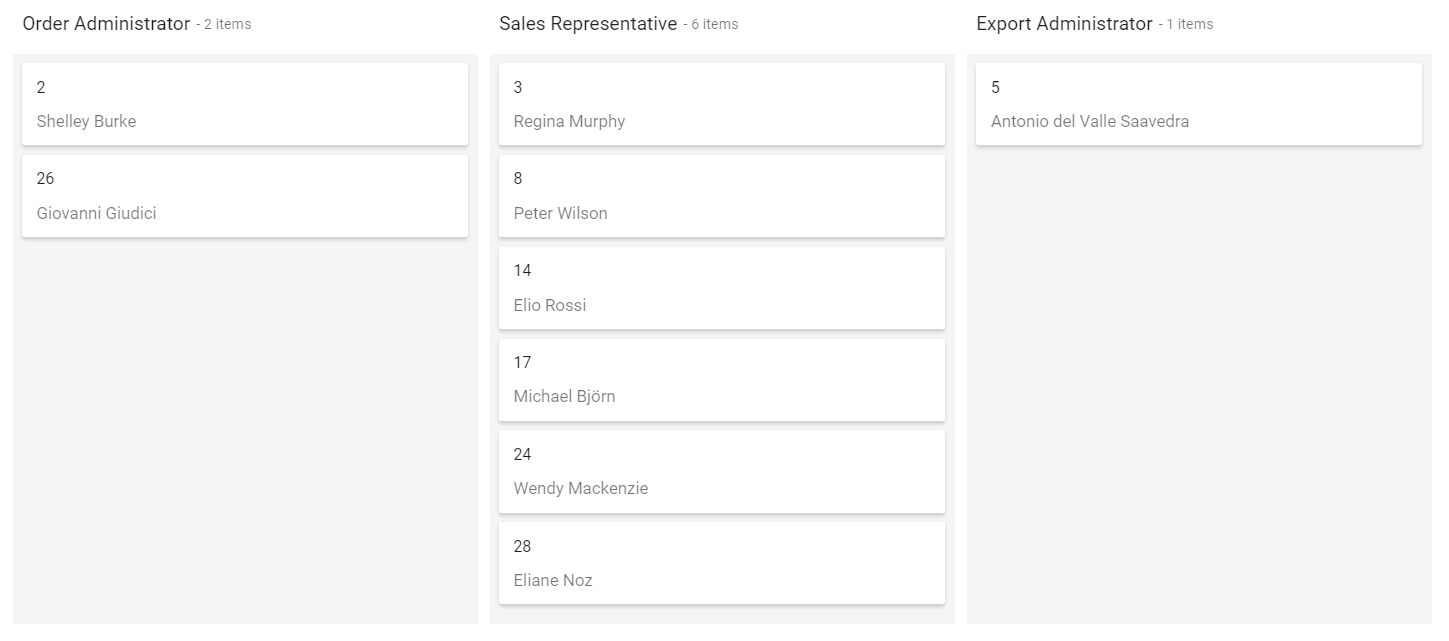 Order Administrator - 2 items
2
Shelley Burke
26
Giovanni Giudici
Sales Representative - 6 items
3
Regina Murphy
8
Peter Wilson
14
Elio Rossi
17
Michael Björn
24
Wendy Mackenzie
28
Eliane Noz
Export Administrator - 1 items
5
Antonio del Valle Saavedra